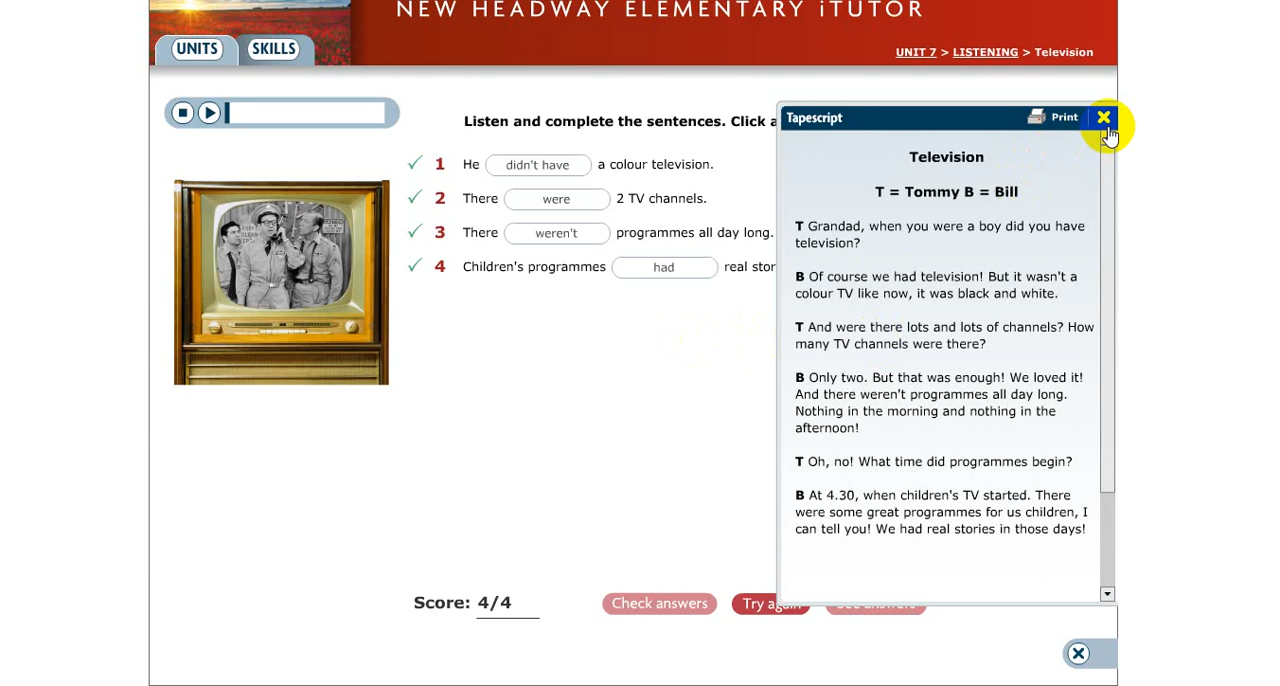 NEW HEADWAY ELEMENTARY iTUTOR
UNITS
SKILLS
UNIT 7 > LISTENING > Television
Listen and complete the sentences. Click a
1 He didn't have a colour television.
2 There were 2 TV channels.
3 There weren't programmes all day long.
4 Children's programmes had real stor
Tapescript
Print
Television
T = Tommy B = Bill
T Grandad, when you were a boy did you have
television?
B Of course we had television! But it wasn't a
colour TV like now, it was black and white.
T And were there lots and lots of channels? How
many TV channels were there?
B Only two. But that was enough! We loved it!
And there weren't programmes all day long.
Nothing in the morning and nothing in the
afternoon!
T Oh, no! What time did programmes begin?
B At 4.30, when children's TV started. There
were some great programmes for us children, I
can tell you! We had real stories in those days!
Score: 4/4
Check answers
Try again
See answers